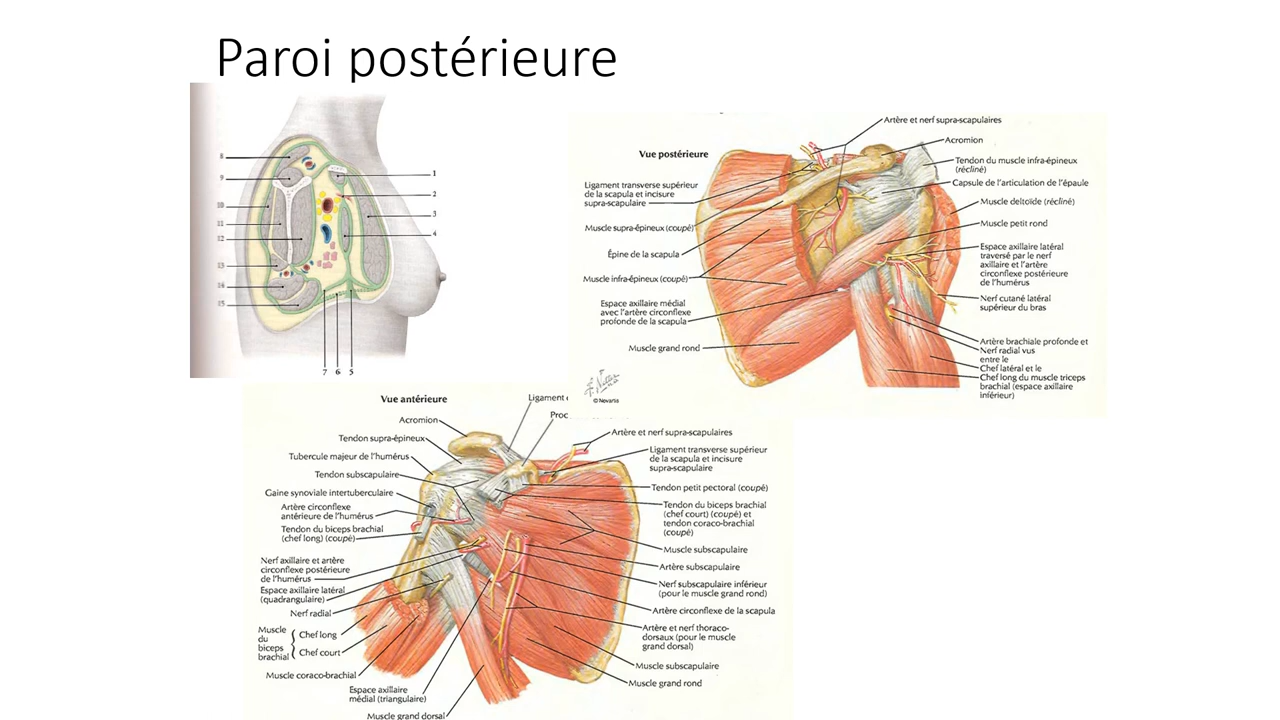 Paroi postérieure
8
9
10
11
12
13
14
15
1
2
3
4
7 6 5
Vue postérieure
Artère et nerf supra-scapulaires
Acromion
Tendon du muscle infra-épineux
(récliné)
Capsule de l'articulation de l'épaule
Muscle deltoïde (récliné)
Muscle petit rond
Espace axillaire latéral
traversé par le nerf
axillaire et l'artère
circonflexe postérieure
de l'humérus
Nerf cutané latéral
supérieur du bras
Artère brachiale profonde et
Nerf radial vus
entre le
Chef latéral et le
Chef long du muscle triceps
brachial (espace axillaire
inférieur)
Ligament transverse supérieur
de la scapula et incisure
supra-scapulaire
Muscle supra-épineux (coupé)
Épine de la scapula
Muscle infra-épineux (coupé)
Espace axillaire médial
avec l'artère circonflexe
profonde de la scapula
Muscle grand rond
F. Netter
© Novartis
Vue antérieure
Ligament
Proc
Acromion
Tendon supra-épineux
Tubercule majeur de l'humérus
Tendon subscapulaire
Gaine synoviale intertuberculaire
Artère circonflexe
antérieure de l'humérus
Tendon du biceps brachial
(chef long) (coupé)
Nerf axillaire et artère
circonflexe postérieure
de l'humérus
Espace axillaire latéral
(quadrangulaire)
Nerf radial
Muscle
du
biceps
brachial
Chef long
Chef court
Muscle coraco-brachial
Espace axillaire
médial (triangulaire)
Muscle grand dorsal
Artère et nerf supra-scapulaires
Ligament transverse supérieur
de la scapula et incisure
supra-scapulaire
Tendon petit pectoral (coupé)
Tendon du biceps brachial
(chef court) (coupé) et
tendon coraco-brachial
(coupé)
Muscle subscapulaire
Artère subscapulaire
Nerf subscapulaire inférieur
(pour le muscle grand rond)
Artère circonflexe de la scapula
Artère et nerf thoraco-
dorsaux (pour le muscle
grand dorsal)
Muscle subscapulaire
Muscle grand rond